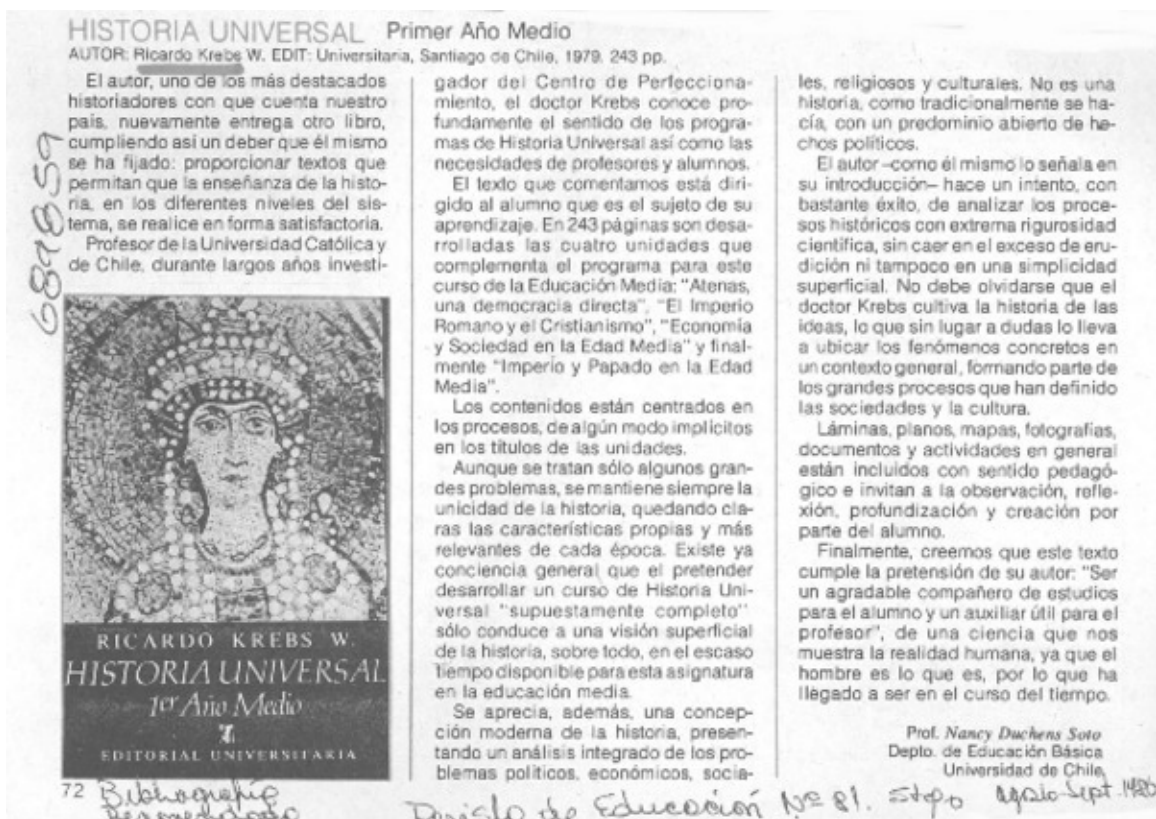 HISTORIA UNIVERSAL Primer Año Medio
AUTOR: Ricardo Krebs W. EDIT: Universitaria, Santiago de Chile, 1979. 243 pp.
El autor, uno de los más destacados
historiadores con que cuenta nuestro
país, nuevamente entrega otro libro,
cumpliendo así un deber que él mismo
se ha fijado: proporcionar textos que
permitan que la enseñanza de la histo-
ria, en los diferentes niveles del sis-
tema, se realice en forma satisfactoria.
Profesor de la Universidad Católica y
de Chile, durante largos años investi-
689859
RICARDO KREBS W.
HISTORIA UNIVERSAL
1er Año Medio
EDITORIAL UNIVERSITARIA
gador del Centro de Perfecciona-
miento, el doctor Krebs conoce pro-
fundamente el sentido de los progra-
mas de Historia Universal así como las
necesidades de profesores y alumnos.
El texto que comentamos está diri-
gido al alumno que es el sujeto de su
aprendizaje. En 243 páginas son desa-
rrolladas las cuatro unidades que
complementa el programa para este
curso de la Educación Media: "Atenas,
una democracia directa", "El Imperio
Romano y el Cristianismo", "Economía
y Sociedad en la Edad Media" y final-
mente "Imperio y Papado en la Edad
Media".
Los contenidos están centrados en
los procesos, de algún modo implícitos
en los títulos de las unidades.
Aunque se tratan sólo algunos gran-
des problemas, se mantiene siempre la
unicidad de la historia, quedando cla-
ras las características propias y más
relevantes de cada época. Existe ya
conciencia general que el pretender
desarrollar un curso de Historia Uni-
versal "supuestamente completo"
sólo conduce a una visión superficial
de la historia, sobre todo, en el escaso
tiempo disponible para esta asignatura
en la educación media.
Se aprecia, además, una concep-
ción moderna de la historia, presen-
tando un análisis integrado de los pro-
blemas políticos, económicos, socia-
les, religiosos y culturales. No es una
historia, como tradicionalmente se ha-
cía, con un predominio abierto de he-
chos políticos.
El autor –como él mismo lo señala en
su introducción– hace un intento, con
bastante éxito, de analizar los proce-
sos históricos con extrema rigurosidad
científica, sin caer en el exceso de eru-
dición ni tampoco en una simplicidad
superficial. No debe olvidarse que el
doctor Krebs cultiva la historia de las
ideas, lo que sin lugar a dudas lo lleva
a ubicar los fenómenos concretos en
un contexto general, formando parte de
los grandes procesos que han definido
las sociedades y la cultura.
Láminas, planos, mapas, fotografías,
documentos y actividades en general
están incluidos con sentido pedagó-
gico e invitan a la observación, refle-
xión, profundización y creación por
parte del alumno.
Finalmente, creemos que este texto
cumple la pretensión de su autor: "Ser
un agradable compañero de estudios
para el alumno y un auxiliar útil para el
profesor", de una ciencia que nos
muestra la realidad humana, ya que el
hombre es lo que es, por lo que ha
llegado a ser en el curso del tiempo.
Prof. Nancy Duchens Soto
Depto. de Educación Básica
Universidad de Chile,
72 Bibliografía
Recomendada
Revista de Educación Nº 81. Stgo Agosto-Sept. 1980